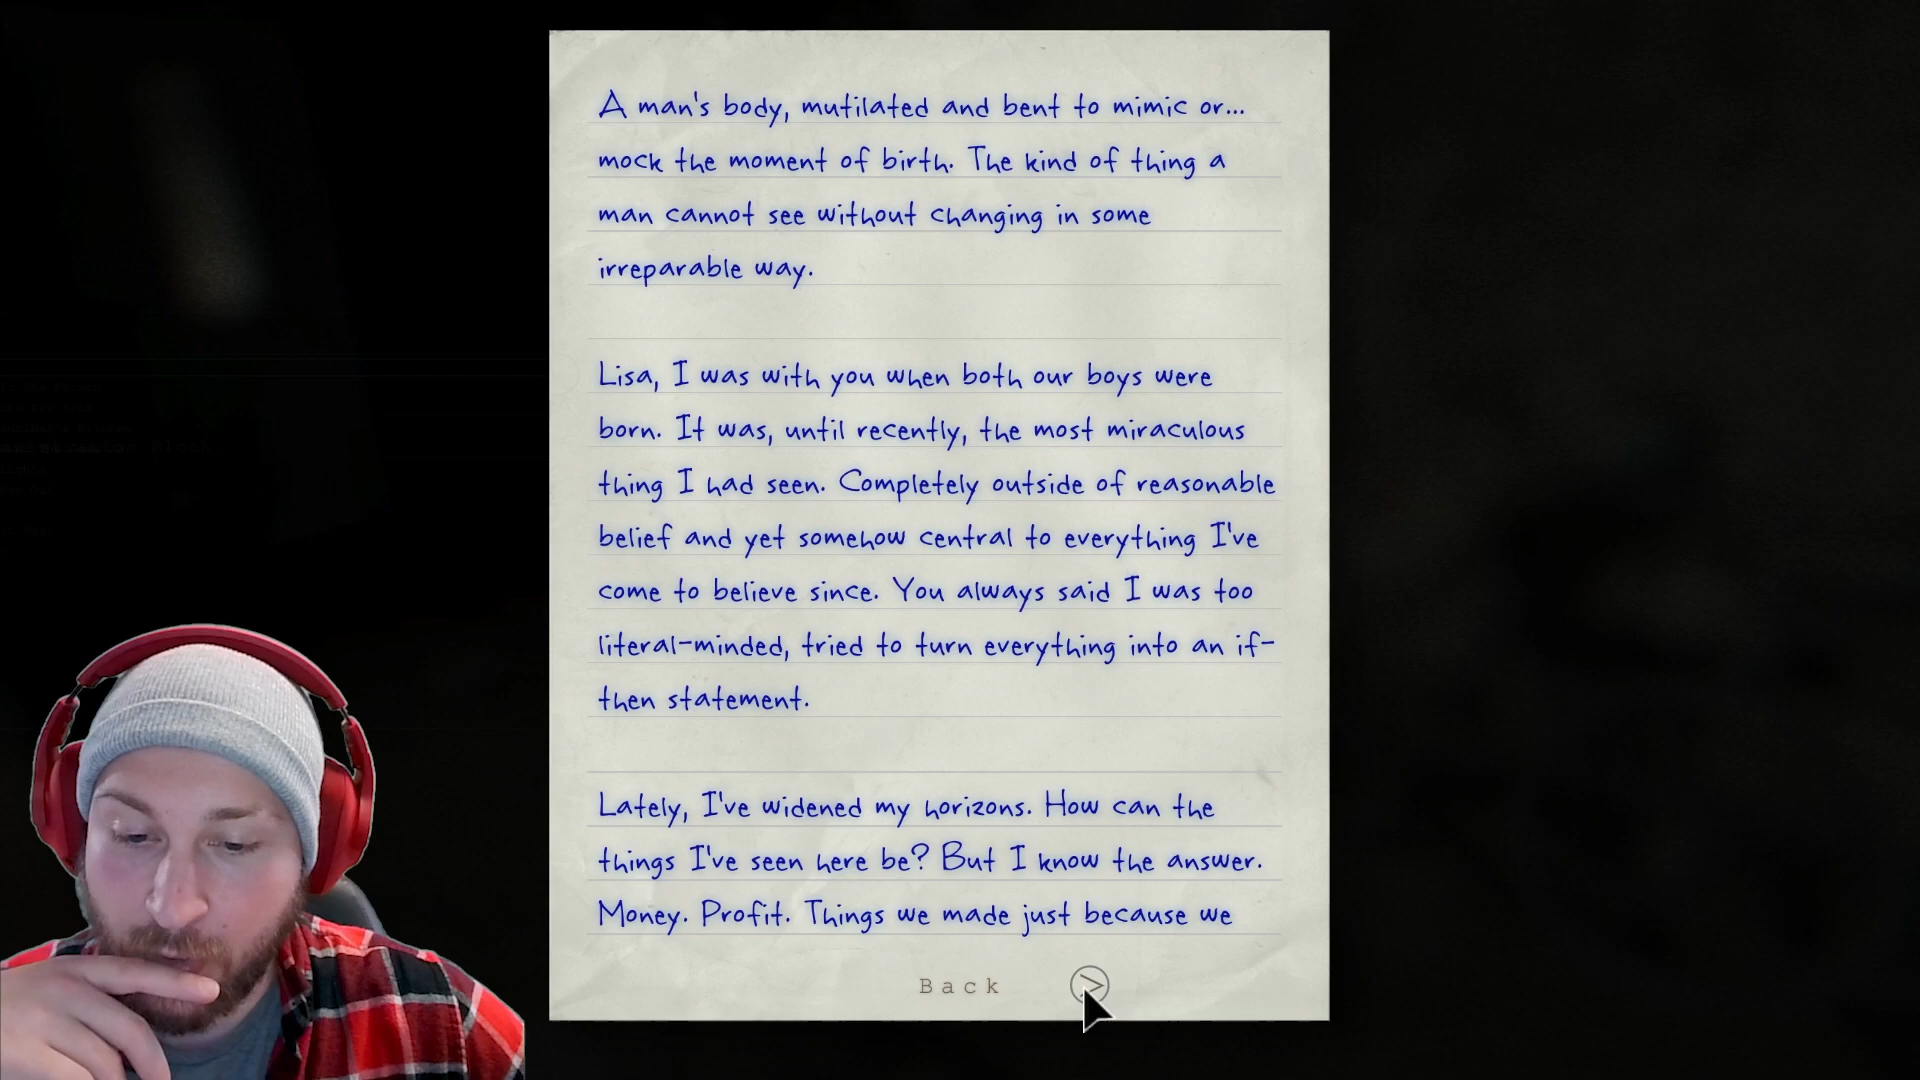 A man's body, mutilated and bent to mimic or...
mock the moment of birth. The kind of thing a
man cannot see without changing in some
irreparable way.
Lisa, I was with you when both our boys were
born. It was, until recently, the most miraculous
thing I had seen. Completely outside of reasonable
belief and yet somehow central to everything I've
come to believe since. You always said I was too
literal-minded, tried to turn everything into an if-
then statement.
Lately, I've widened my horizons. How can the
things I've seen here be? But I know the answer.
Money. Profit. Things we made just because we
Back